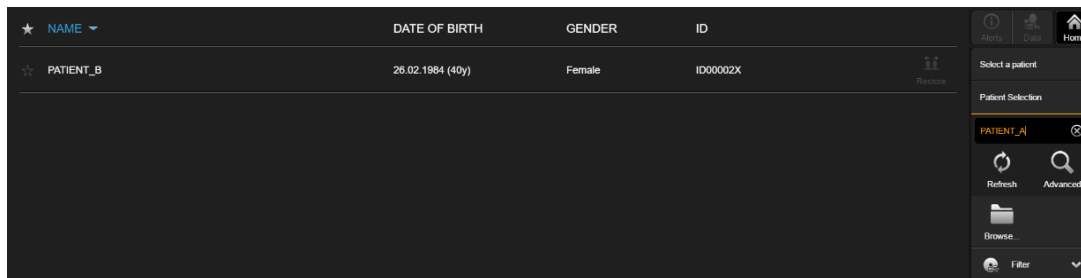 NAME DATE OF BIRTH GENDER ID
PATIENT_B 26.02.1984 (40y) Female ID00002X Restore
Alerts Data Hom
Select a patient
Patient Selection
PATIENT_A
Refresh Advanced
Browse...
Filter